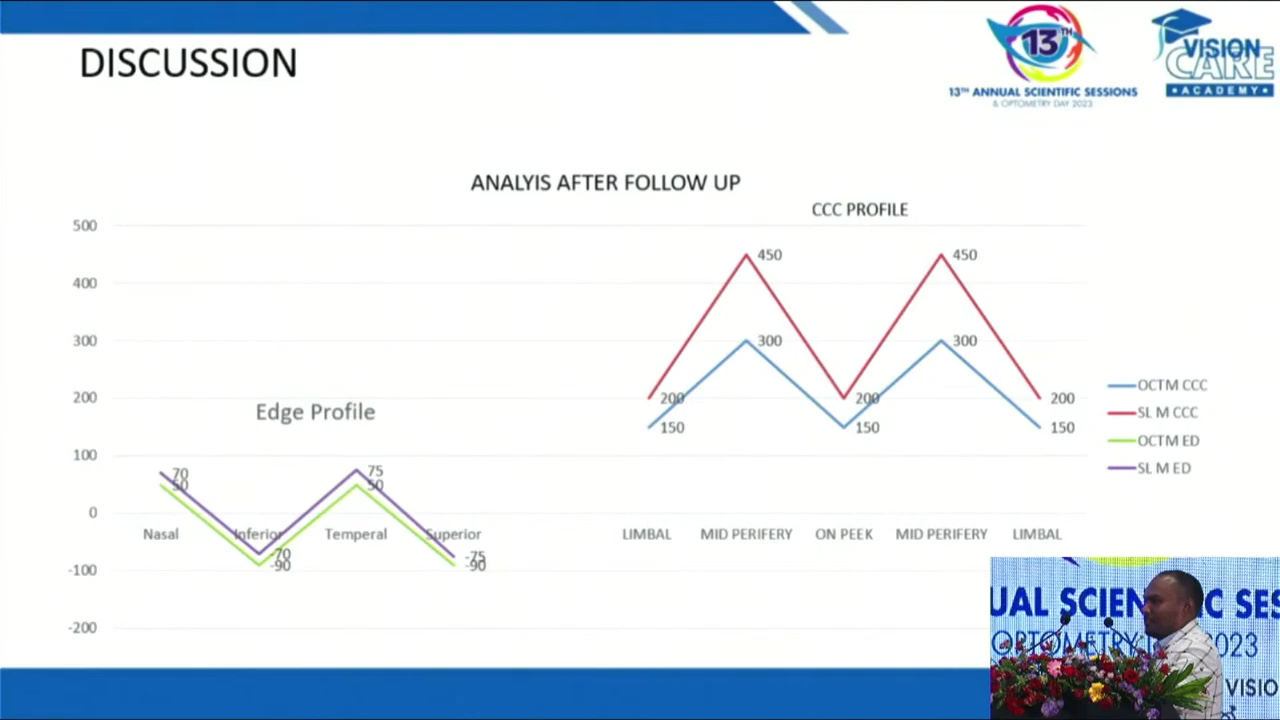 DISCUSSION
13TH
13TH ANNUAL SCIENTIFIC SESSIONS
& OPTOMETRY DAY 2023
VISION
CARE
ACADEMY
ANALYIS AFTER FOLLOW UP
CCC PROFILE
500
400
300
200
100
0
-100
-200
Edge Profile
70
50
-70
-90
75
50
-75
-90
Nasal
Inferior
Temperal
Superior
200
150
450
300
200
150
450
300
200
150
LIMBAL
MID PERIFERY
ON PEEK
MID PERIFERY
LIMBAL
OCTM CCC
SL M CCC
OCTM ED
SL M ED
UAL SCIEN C SES
OPTOMETRY 2023
VISIO